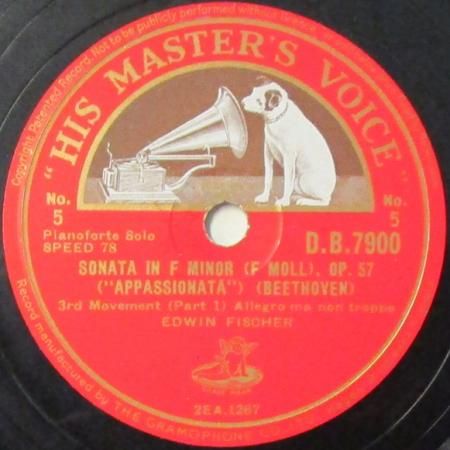 Copyright Patented Record. Not to be publicly performed without licence.
"HIS MASTER'S VOICE"
No. 5
No. 5
Pianoforte Solo
SPEED 78
D.B.7900
SONATA IN F MINOR (F MOLL), OP. 57
("APPASSIONATA") (BEETHOVEN)
3rd Movement (Part 1) Allegro ma non troppo
EDWIN FISCHER
TRADE MARK
2EA.1267
Record manufactured by THE GRAMOPHONE CO. LTD.